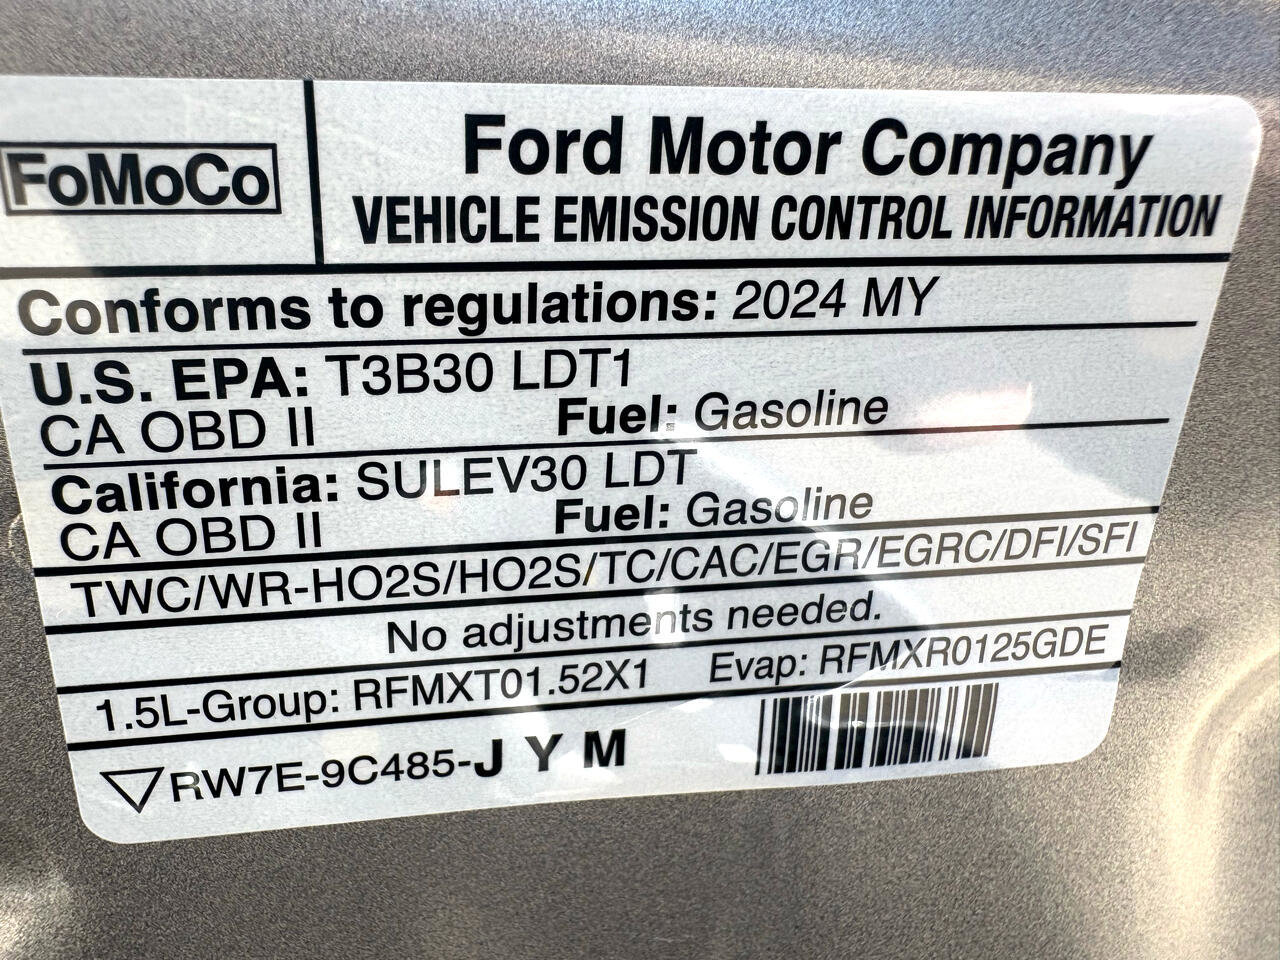 FoMoCo
Ford Motor Company
VEHICLE EMISSION CONTROL INFORMATION
Conforms to regulations: 2024 MY
U.S. EPA: T3B30 LDT1
CA OBD II Fuel: Gasoline
California: SULEV30 LDT
CA OBD II Fuel: Gasoline
TWC/WR-HO2S/HO2S/TC/CAC/EGR/EGRC/DFI/SFI
No adjustments needed.
1.5L-Group: RFMXT01.52X1 Evap: RFMXR0125GDE
RW7E-9C485-J Y M